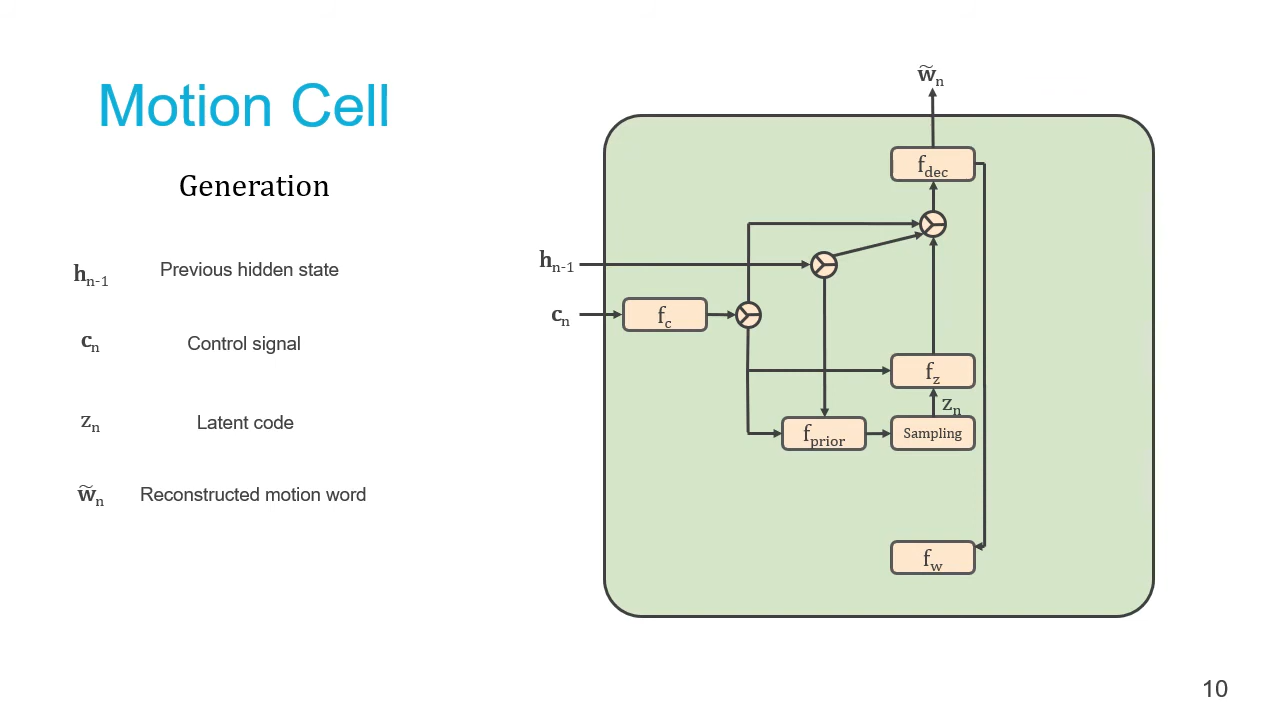 Motion Cell
Generation
hn-1 Previous hidden state
cn Control signal
zn Latent code
w̃n Reconstructed motion word
w̃n
fdec
hn-1
cn
fc
fz
zn
fprior
Sampling
fw
10